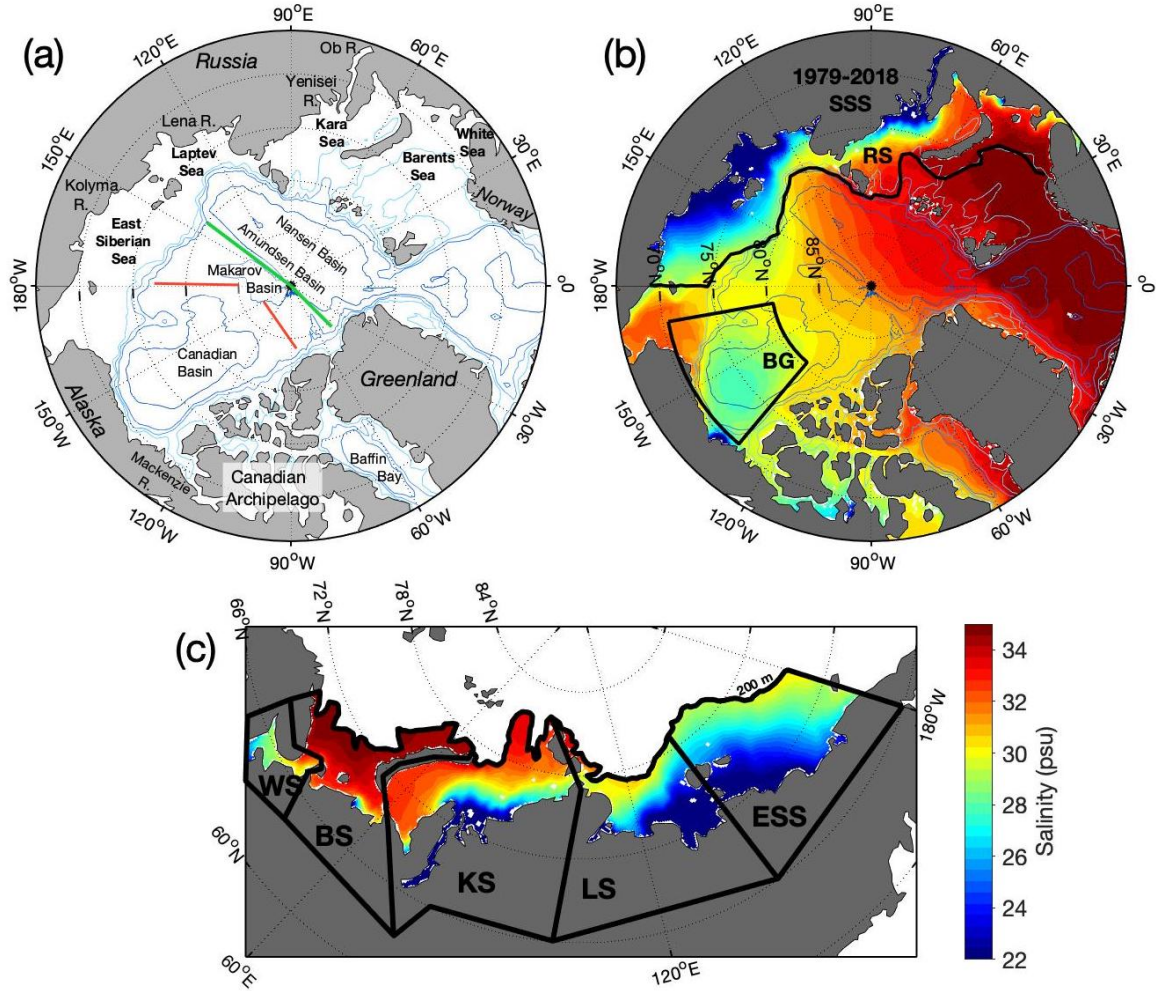 (a)
90°E
120°E
Russia
Ob R.
60°E
Yenisei
R.
Lena R.
Kara
Sea
White
Sea
150°E
Laptev
Sea
Barents
Sea
30°E
Kolyma
R.
Norway
East
Siberian
Sea
Nansen Basin
Amundsen Basin
Makarov
Basin
180°W
0°
Canadian
Basin
Greenland
Alaska
150°W
30°W
Mackenzie
R.
Canadian
Archipelago
Baffin
Bay
120°W
60°W
90°W
(b)
90°E
120°E
1979-2018
SSS
60°E
150°E
RS
30°E
70°N
75°N
80°N
85°N
180°W
0°
BG
150°W
30°W
120°W
60°W
90°W
(c)
66°N
72°N
78°N
84°N
200 m
180°W
WS
BS
KS
LS
ESS
60°N
60°E
120°E
34
32
30
28
26
24
22
Salinity (psu)